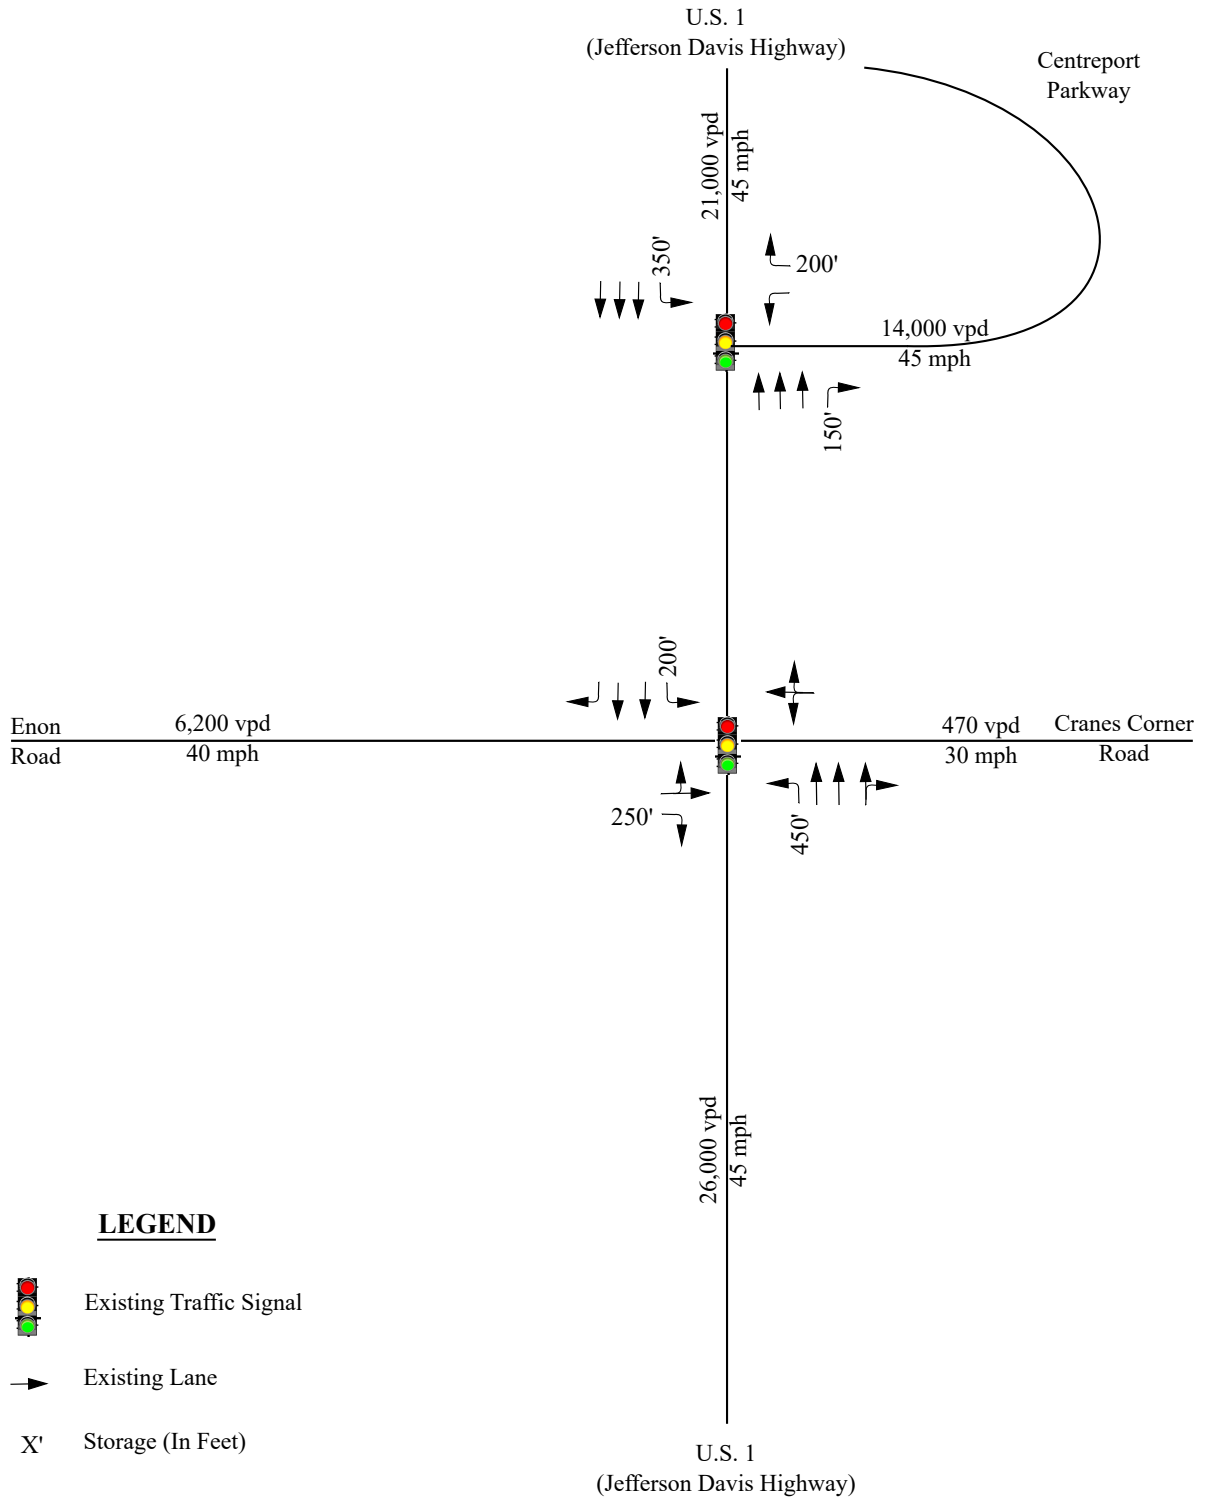 U.S. 1
(Jefferson Davis Highway)
Centreport
Parkway
21,000 vpd
45 mph
350'
200'
14,000 vpd
45 mph
150'
200'
Enon
Road
6,200 vpd
40 mph
470 vpd
30 mph
Cranes Corner
Road
250'
450'
26,000 vpd
45 mph
LEGEND
Existing Traffic Signal
Existing Lane
X' Storage (In Feet)
U.S. 1
(Jefferson Davis Highway)